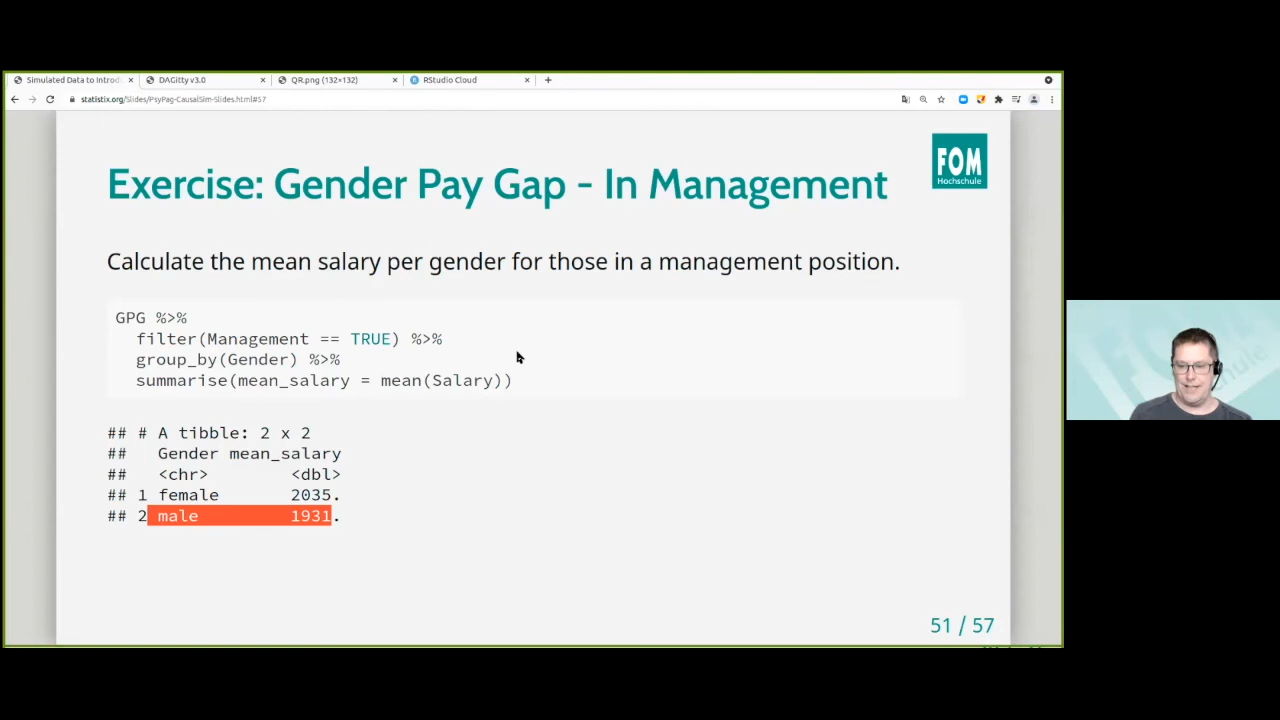 Simulated Data to Introd
DAGitty v3.0
QR.png (132×132)
RStudio Cloud
statistix.org/Slides/PsyPag-CausalSim-Slides.html#57
Exercise: Gender Pay Gap - In Management
FOM
Hochschule
Calculate the mean salary per gender for those in a management position.
GPG %>%
filter(Management == TRUE) %>%
group_by(Gender) %>%
summarise(mean_salary = mean(Salary))
## # A tibble: 2 x 2
## Gender mean_salary
## <chr> <dbl>
## 1 female 2035.
## 2 male 1931.
51 / 57